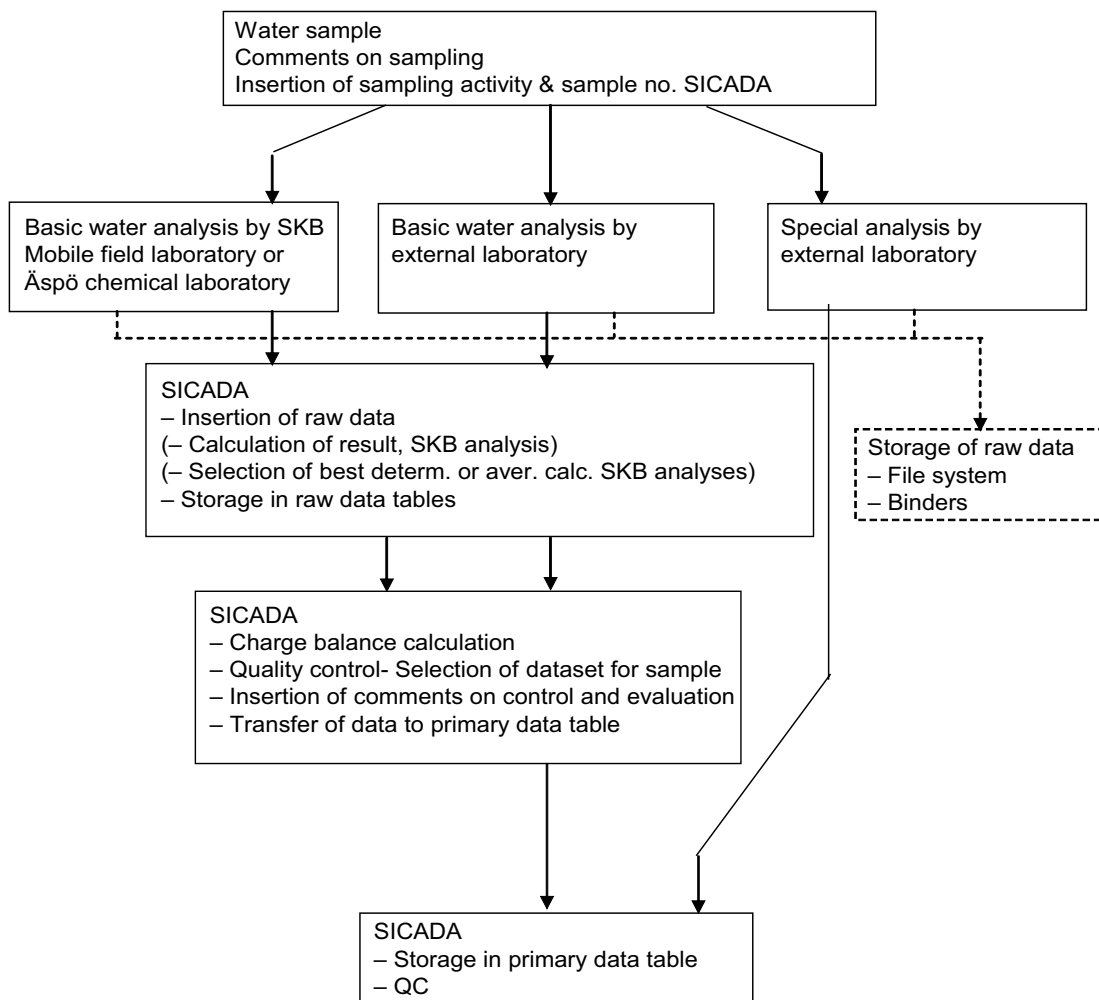 Water sample
Comments on sampling
Insertion of sampling activity & sample no. SICADA
Basic water analysis by SKB
Mobile field laboratory or
Äspö chemical laboratory
Basic water analysis by
external laboratory
Special analysis by
external laboratory
SICADA
– Insertion of raw data
(– Calculation of result, SKB analysis)
(– Selection of best determ. or aver. calc. SKB analyses)
– Storage in raw data tables
Storage of raw data
– File system
– Binders
SICADA
– Charge balance calculation
– Quality control- Selection of dataset for sample
– Insertion of comments on control and evaluation
– Transfer of data to primary data table
SICADA
– Storage in primary data table
– QC